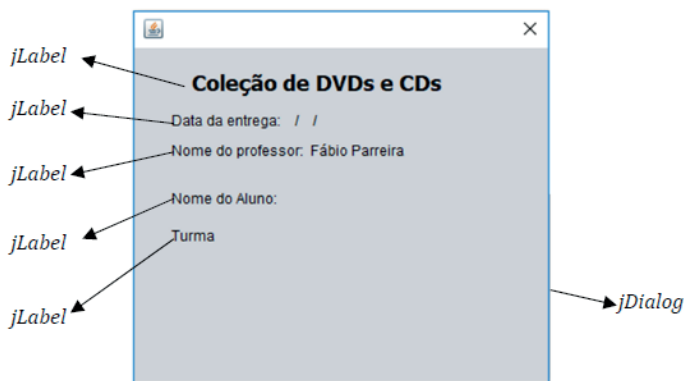 jLabel
Coleção de DVDs e CDs
jLabel
Data da entrega: / /
Nome do professor: Fábio Parreira
jLabel
Nome do Aluno:
jLabel
Turma
jLabel
jDialog